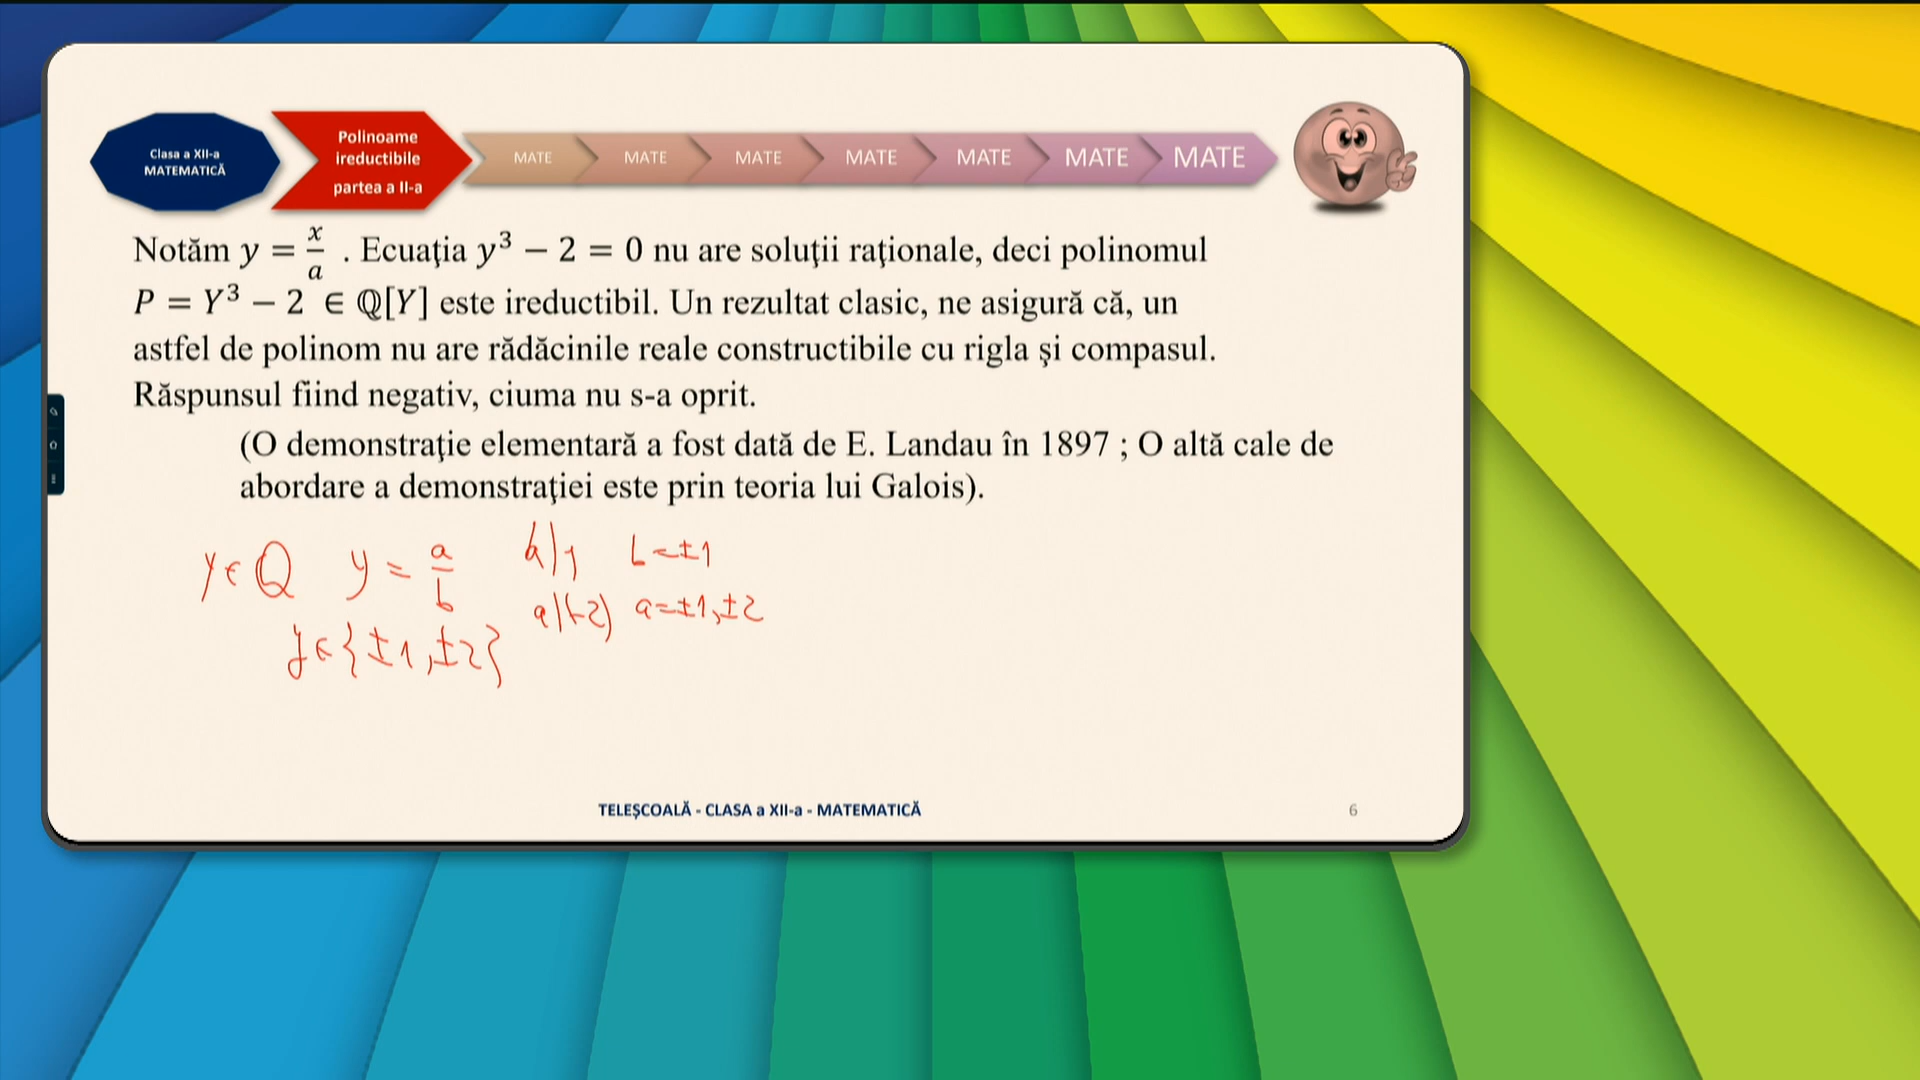 Clasa a XII-a
MATEMATICĂ
Polinoame
ireductibile
partea a II-a
MATE MATE MATE MATE MATE MATE MATE
Notăm y = x/a . Ecuaţia y³ − 2 = 0 nu are soluţii raţionale, deci polinomul
P = Y³ − 2 ∈ ℚ[Y] este ireductibil. Un rezultat clasic, ne asigură că, un
astfel de polinom nu are rădăcinile reale constructibile cu rigla şi compasul.
Răspunsul fiind negativ, ciuma nu s-a oprit.
(O demonstraţie elementară a fost dată de E. Landau în 1897 ; O altă cale de
abordare a demonstraţiei este prin teoria lui Galois).
y ∈ Q y = a/b b|1 b=±1
a|(-2) a=±1,±2
y ∈ {±1,±2}
TELEŞCOALĂ - CLASA a XII-a - MATEMATICĂ
6